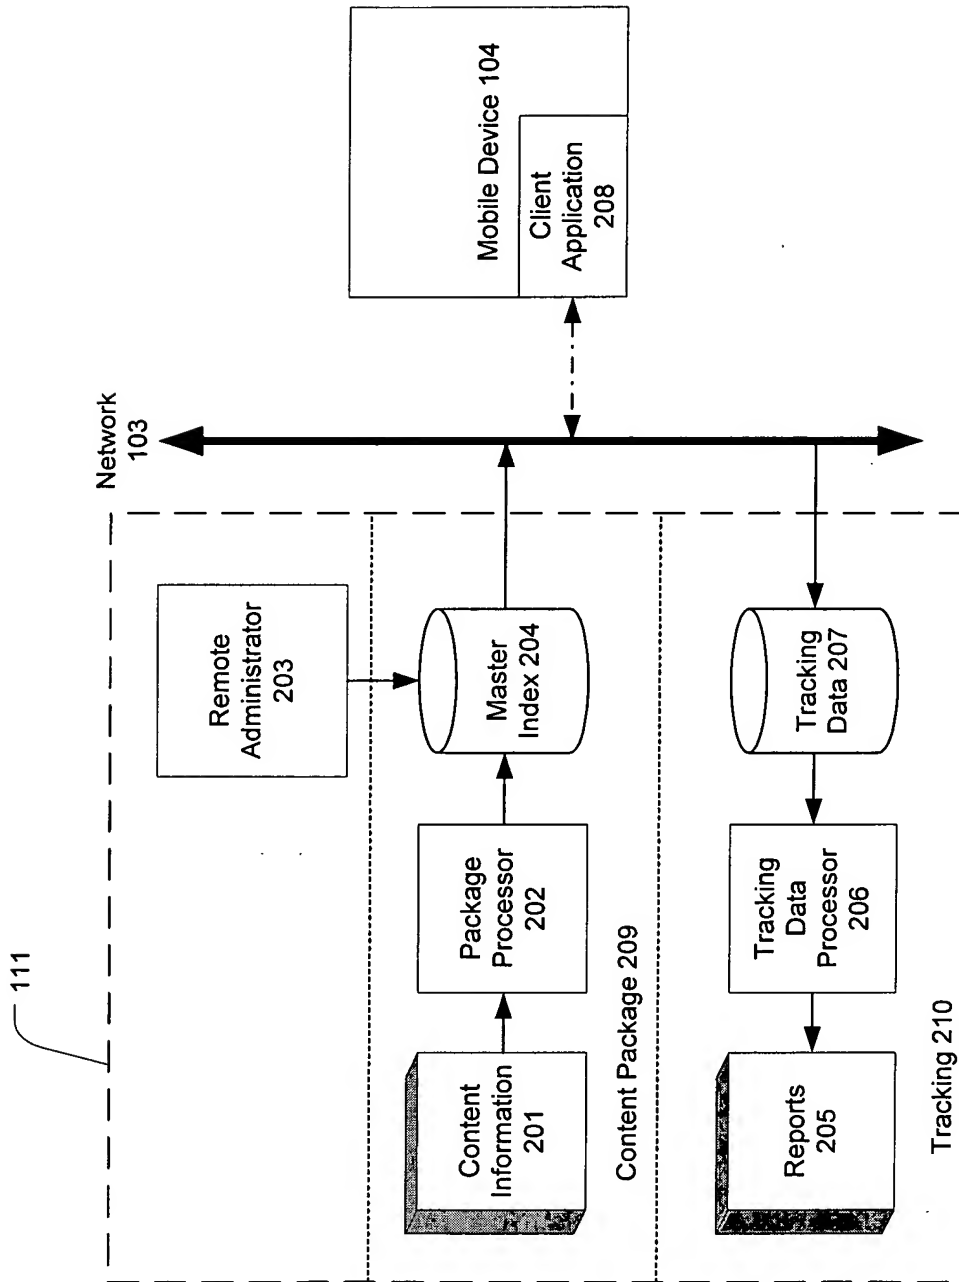 111
Remote
Administrator
203
Network
103
Mobile Device 104
Client
Application
208
Content
Information
201
Package
Processor
202
Master
Index 204
Content Package 209
Reports
205
Tracking
Data
Processor
206
Tracking
Data 207
Tracking 210